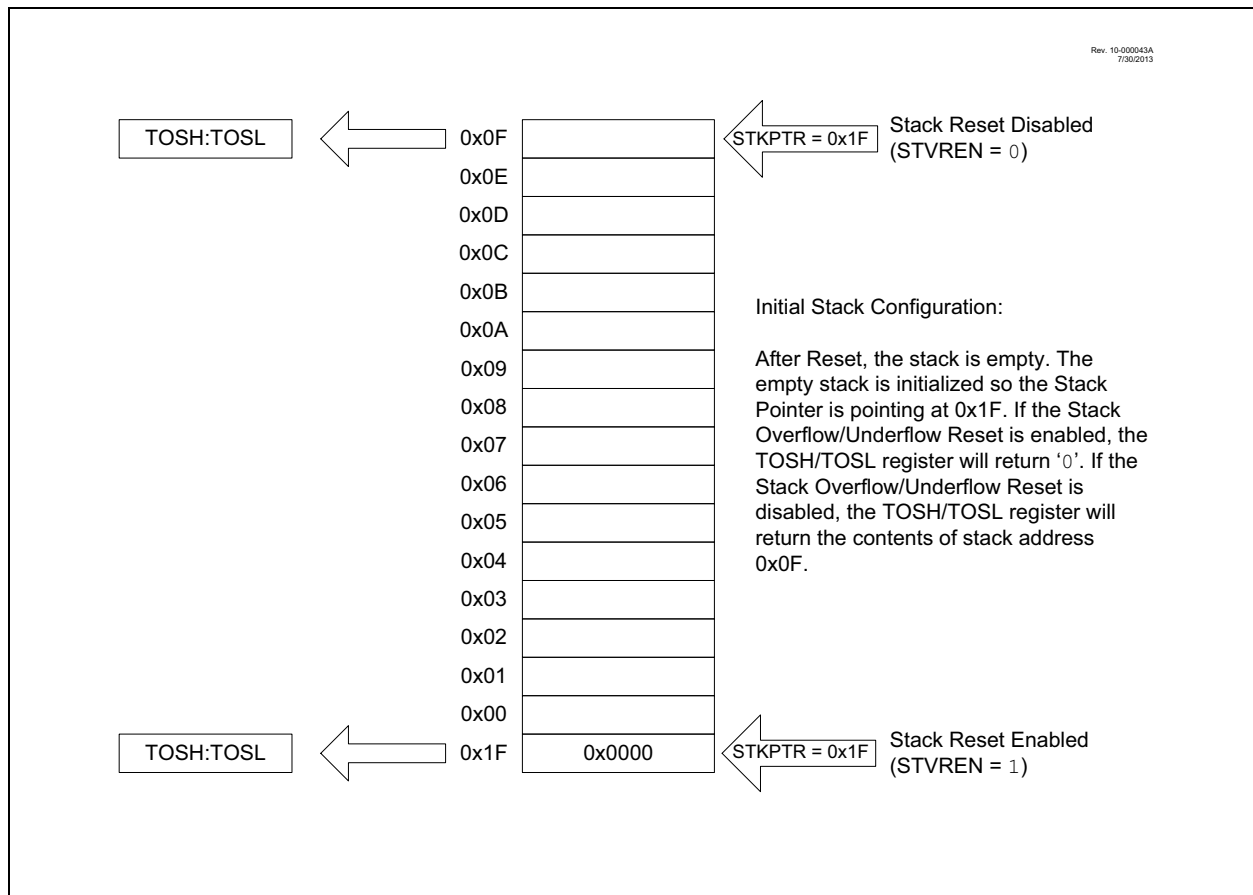 Rev. 10-000043A
7/30/2013
TOSH:TOSL
0x0F
STKPTR = 0x1F
Stack Reset Disabled
(STVREN = 0)
0x0E
0x0D
0x0C
0x0B
0x0A
0x09
0x08
0x07
0x06
0x05
0x04
0x03
0x02
0x01
0x00
Initial Stack Configuration:
After Reset, the stack is empty. The
empty stack is initialized so the Stack
Pointer is pointing at 0x1F. If the Stack
Overflow/Underflow Reset is enabled, the
TOSH/TOSL register will return ‘0’. If the
Stack Overflow/Underflow Reset is
disabled, the TOSH/TOSL register will
return the contents of stack address
0x0F.
TOSH:TOSL
0x1F
0x0000
STKPTR = 0x1F
Stack Reset Enabled
(STVREN = 1)